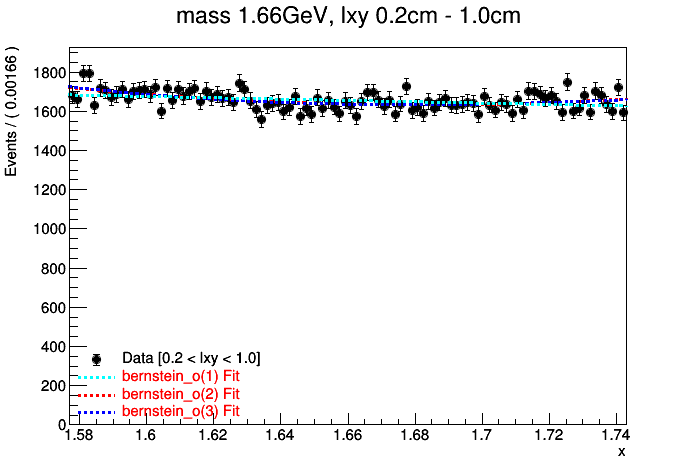 mass 1.66GeV, lxy 0.2cm - 1.0cm
Events / ( 0.00166 )
1800
1600
1400
1200
1000
800
600
400
200
0
Data [0.2 < lxy < 1.0]
bernstein_o(1) Fit
bernstein_o(2) Fit
bernstein_o(3) Fit
1.58 1.6 1.62 1.64 1.66 1.68 1.7 1.72 1.74
x